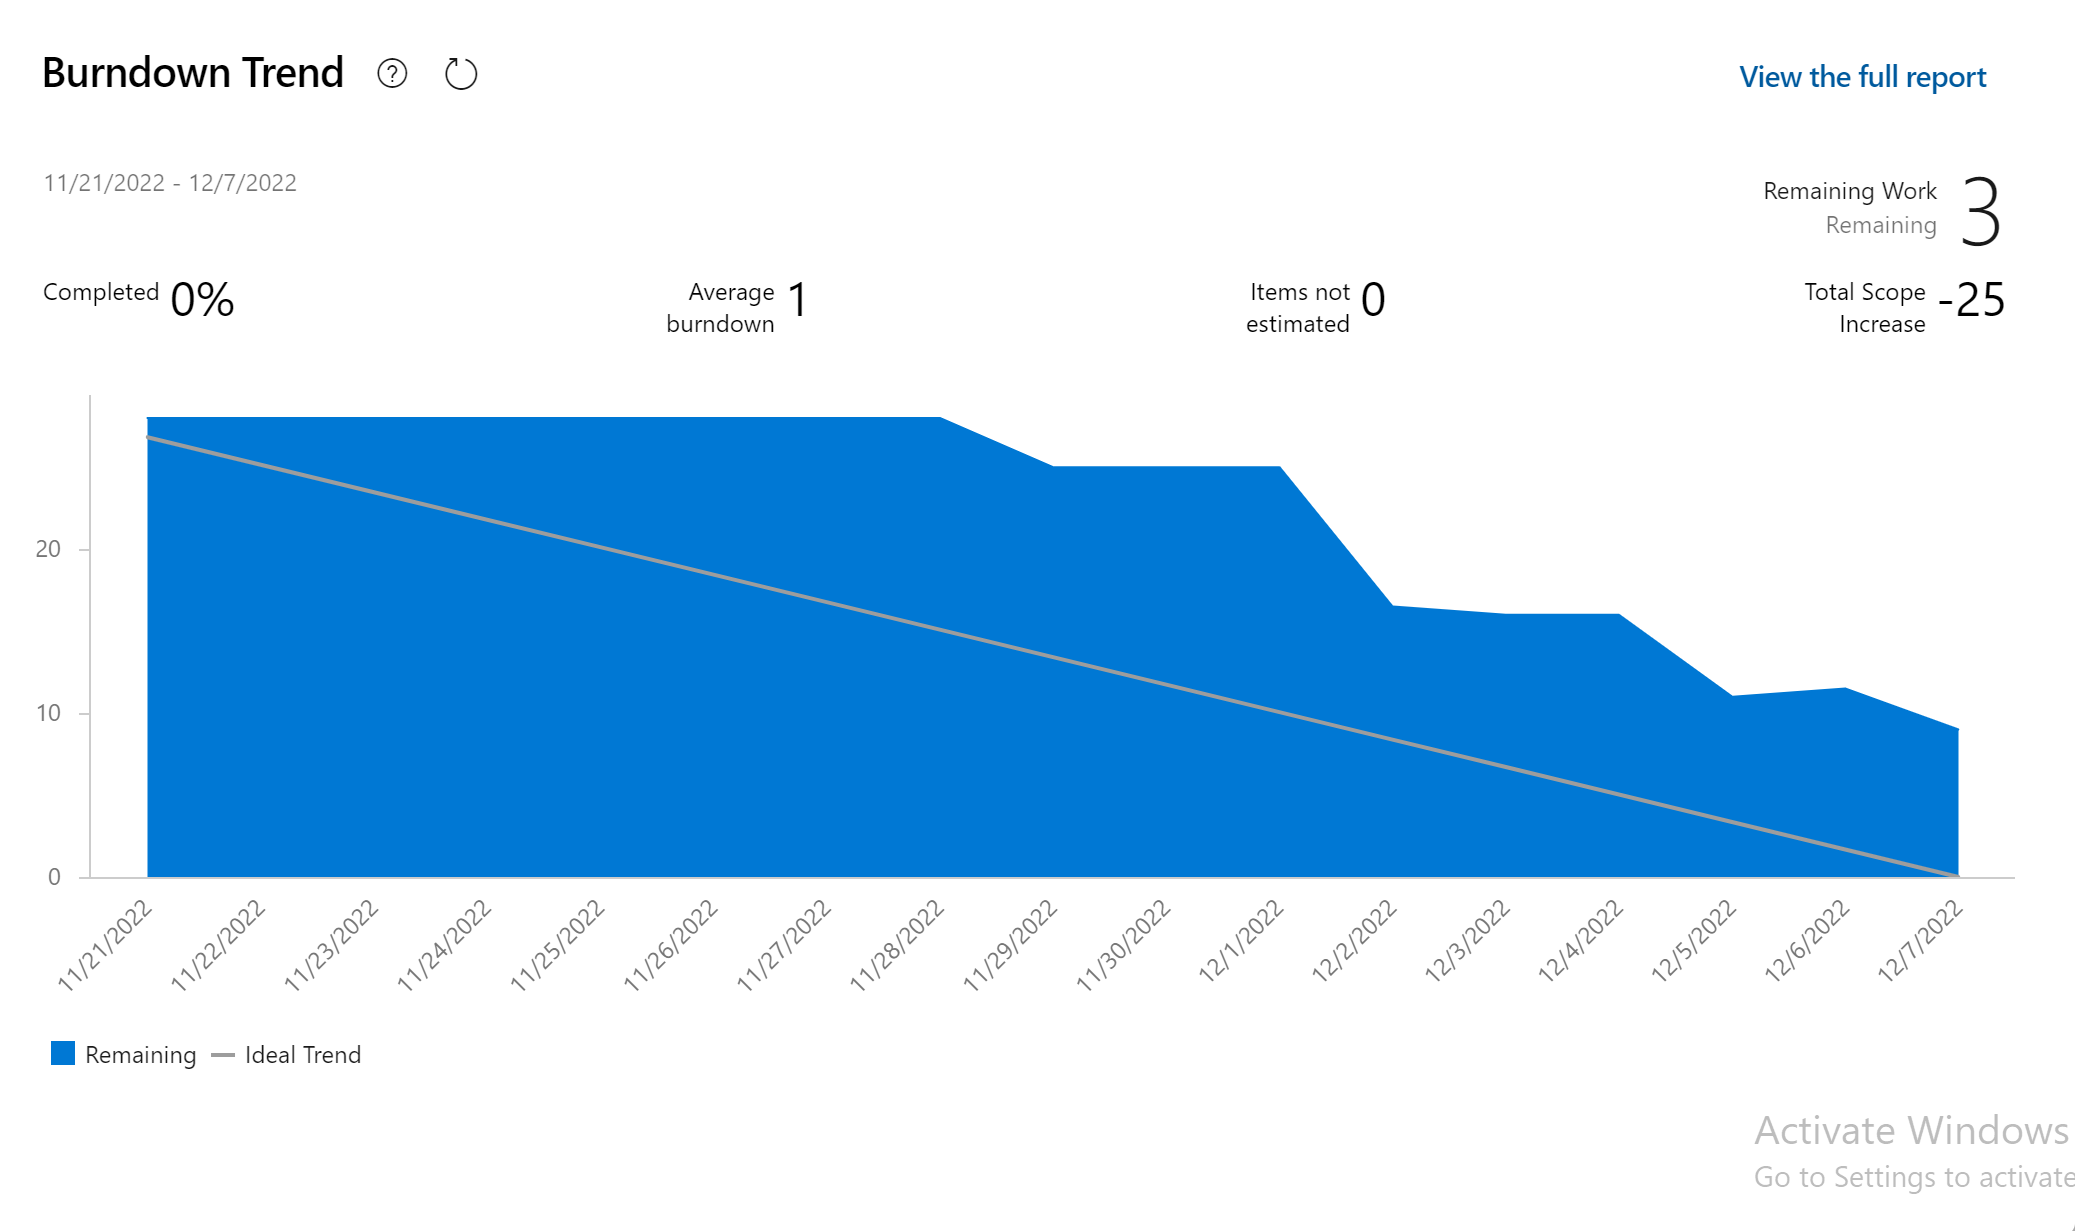 Burndown Trend ?
View the full report
11/21/2022 - 12/7/2022
Remaining Work
Remaining
3
Completed 0%
Average
burndown
1
Items not
estimated
0
Total Scope
Increase
-25
20
10
0
11/21/2022
11/22/2022
11/23/2022
11/24/2022
11/25/2022
11/26/2022
11/27/2022
11/28/2022
11/29/2022
11/30/2022
12/1/2022
12/2/2022
12/3/2022
12/4/2022
12/5/2022
12/6/2022
12/7/2022
Remaining
Ideal Trend
Activate Windows
Go to Settings to activate